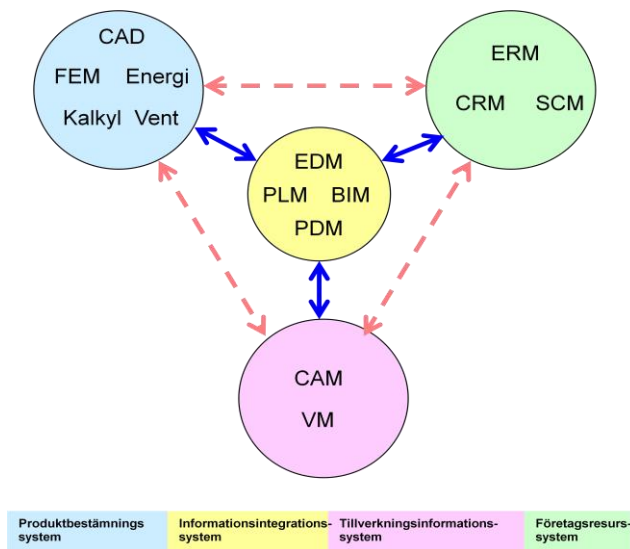 CAD
FEM Energi
Kalkyl Vent
ERM
CRM SCM
EDM
PLM BIM
PDM
CAM
VM
Produktbestämnings
system
Informationsintegrations-
system
Tillverkningsinformations-
system
Företagsresurs-
system